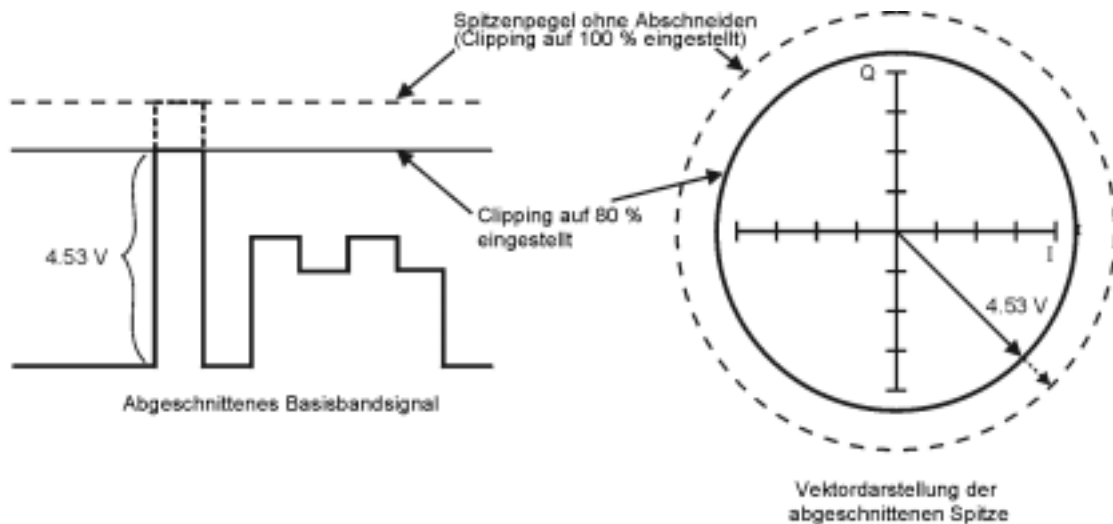 Spitzenpegel ohne Abschneiden
(Clipping auf 100 % eingestellt)
Q
Clipping auf 80 %
eingestellt
4.53 V
I
4.53 V
Abgeschnittenes Basisbandsignal
Vektordarstellung der
abgeschnittenen Spitze